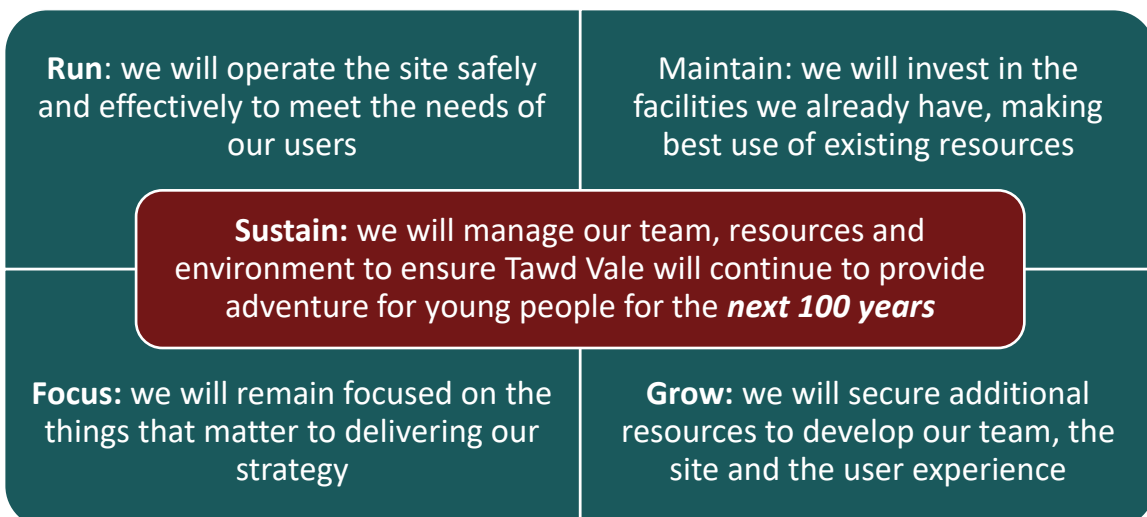 Run: we will operate the site safely
and effectively to meet the needs of
our users
Maintain: we will invest in the
facilities we already have, making
best use of existing resources
Sustain: we will manage our team, resources and
environment to ensure Tawd Vale will continue to provide
adventure for young people for the next 100 years
Focus: we will remain focused on the
things that matter to delivering our
strategy
Grow: we will secure additional
resources to develop our team, the
site and the user experience